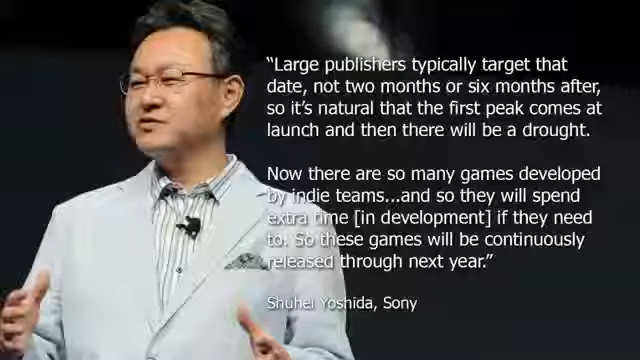 “Large publishers typically target that
date, not two months or six months after,
so it’s natural that the first peak comes at
launch and then there will be a drought.
Now there are so many games developed
by indie teams...and so they will spend
extra time [in development] if they need
to. So these games will be continuously
released through next year.”
Shuhei Yoshida, Sony